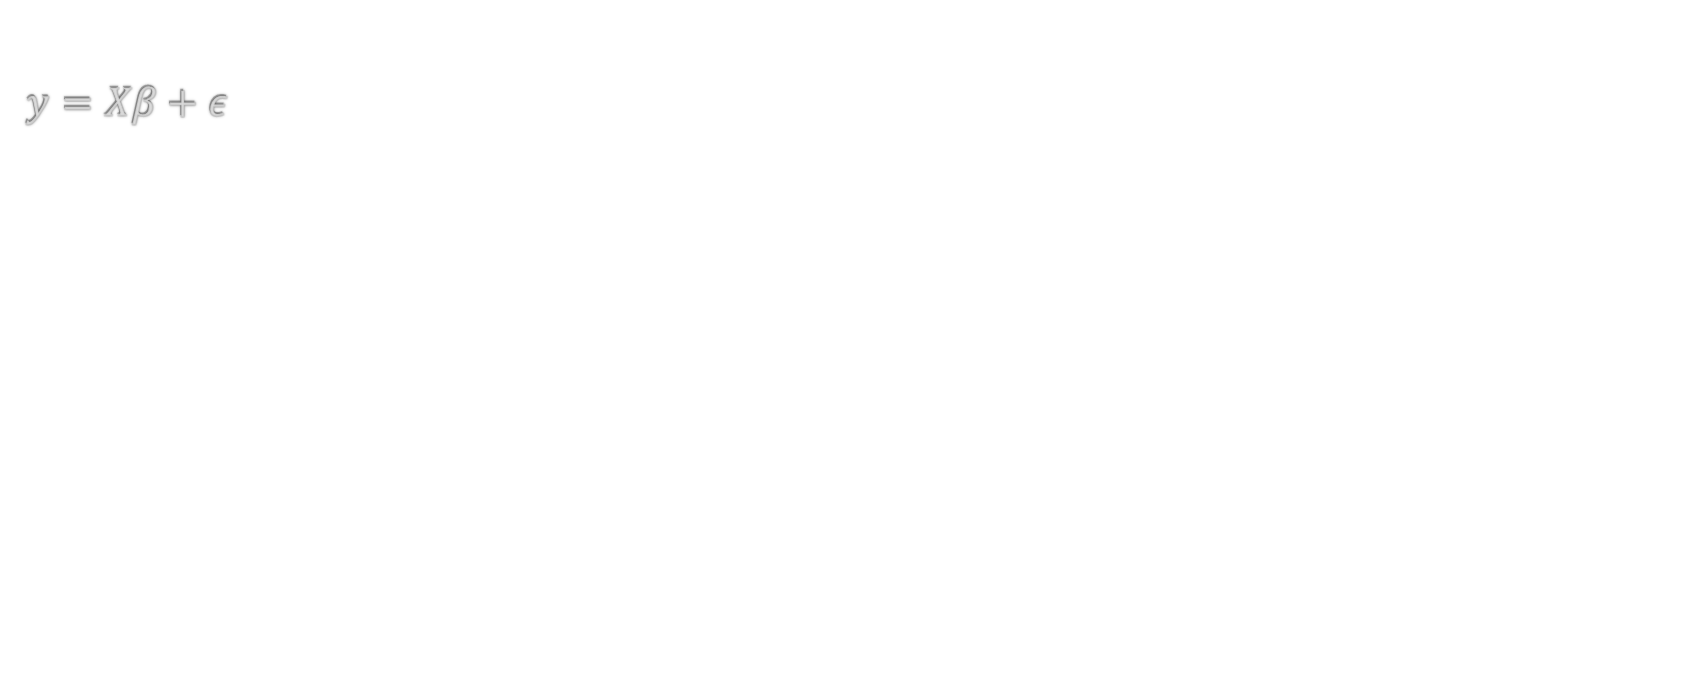 y = Xβ + ϵ